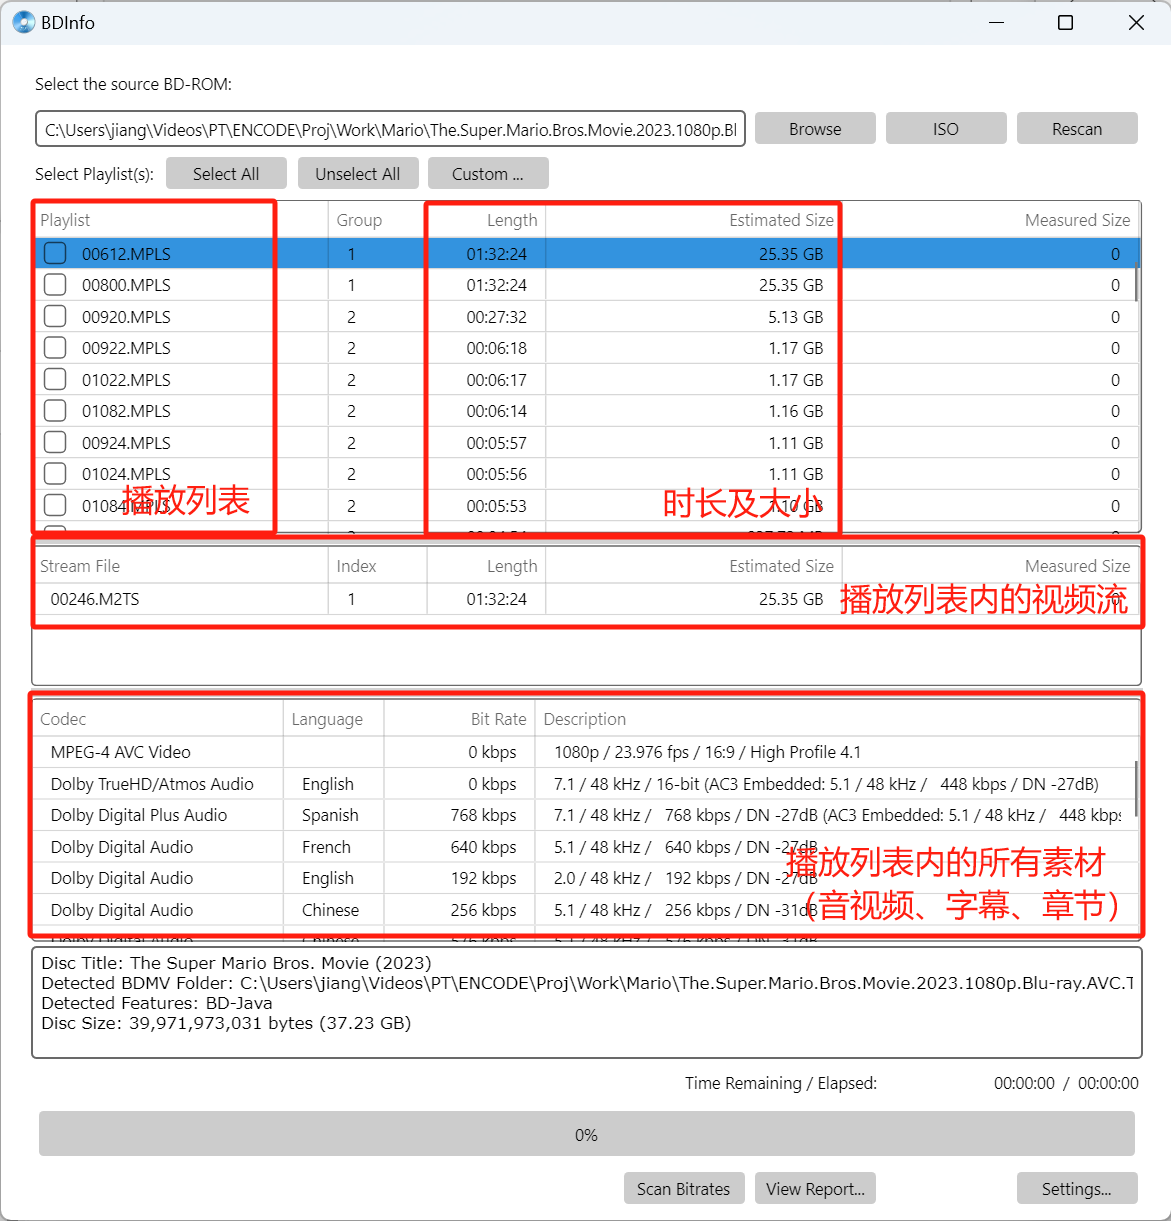 BDInfo
Select the source BD-ROM:
C:\Users\jiang\Videos\PT\ENCODE\Proj\Work\Mario\The.Super.Mario.Bros.Movie.2023.1080p.Bl Browse ISO Rescan
Select Playlist(s): Select All Unselect All Custom ...
Playlist Group Length Estimated Size Measured Size
00612.MPLS 1 01:32:24 25.35 GB 0
00800.MPLS 1 01:32:24 25.35 GB 0
00920.MPLS 2 00:27:32 5.13 GB 0
00922.MPLS 2 00:06:18 1.17 GB 0
01022.MPLS 2 00:06:17 1.17 GB 0
01082.MPLS 2 00:06:14 1.16 GB 0
00924.MPLS 2 00:05:57 1.11 GB 0
01024.MPLS 2 00:05:56 1.11 GB 0
01084.MPLS 2 00:05:53 1.10 GB 0
播放列表
时长及大小
Stream File Index Length Estimated Size Measured Size
00246.M2TS 1 01:32:24 25.35 GB 0
播放列表内的视频流
Codec Language Bit Rate Description
MPEG-4 AVC Video 0 kbps 1080p / 23.976 fps / 16:9 / High Profile 4.1
Dolby TrueHD/Atmos Audio English 0 kbps 7.1 / 48 kHz / 16-bit (AC3 Embedded: 5.1 / 48 kHz / 448 kbps / DN -27dB)
Dolby Digital Plus Audio Spanish 768 kbps 7.1 / 48 kHz / 768 kbps / DN -27dB (AC3 Embedded: 5.1 / 48 kHz / 448 kbps
Dolby Digital Audio French 640 kbps 5.1 / 48 kHz / 640 kbps / DN -27dB
Dolby Digital Audio English 192 kbps 2.0 / 48 kHz / 192 kbps / DN -27dB
Dolby Digital Audio Chinese 256 kbps 5.1 / 48 kHz / 256 kbps / DN -31dB
Dolby Digital Audio Chinese 576 kbps 5.1 / 48 kHz / 576 kbps / DN -31dB
播放列表内的所有素材
（音视频、字幕、章节）
Disc Title: The Super Mario Bros. Movie (2023)
Detected BDMV Folder: C:\Users\jiang\Videos\PT\ENCODE\Proj\Work\Mario\The.Super.Mario.Bros.Movie.2023.1080p.Blu-ray.AVC.T
Detected Features: BD-Java
Disc Size: 39,971,973,031 bytes (37.23 GB)
Time Remaining / Elapsed: 00:00:00 / 00:00:00
0%
Scan Bitrates View Report... Settings...